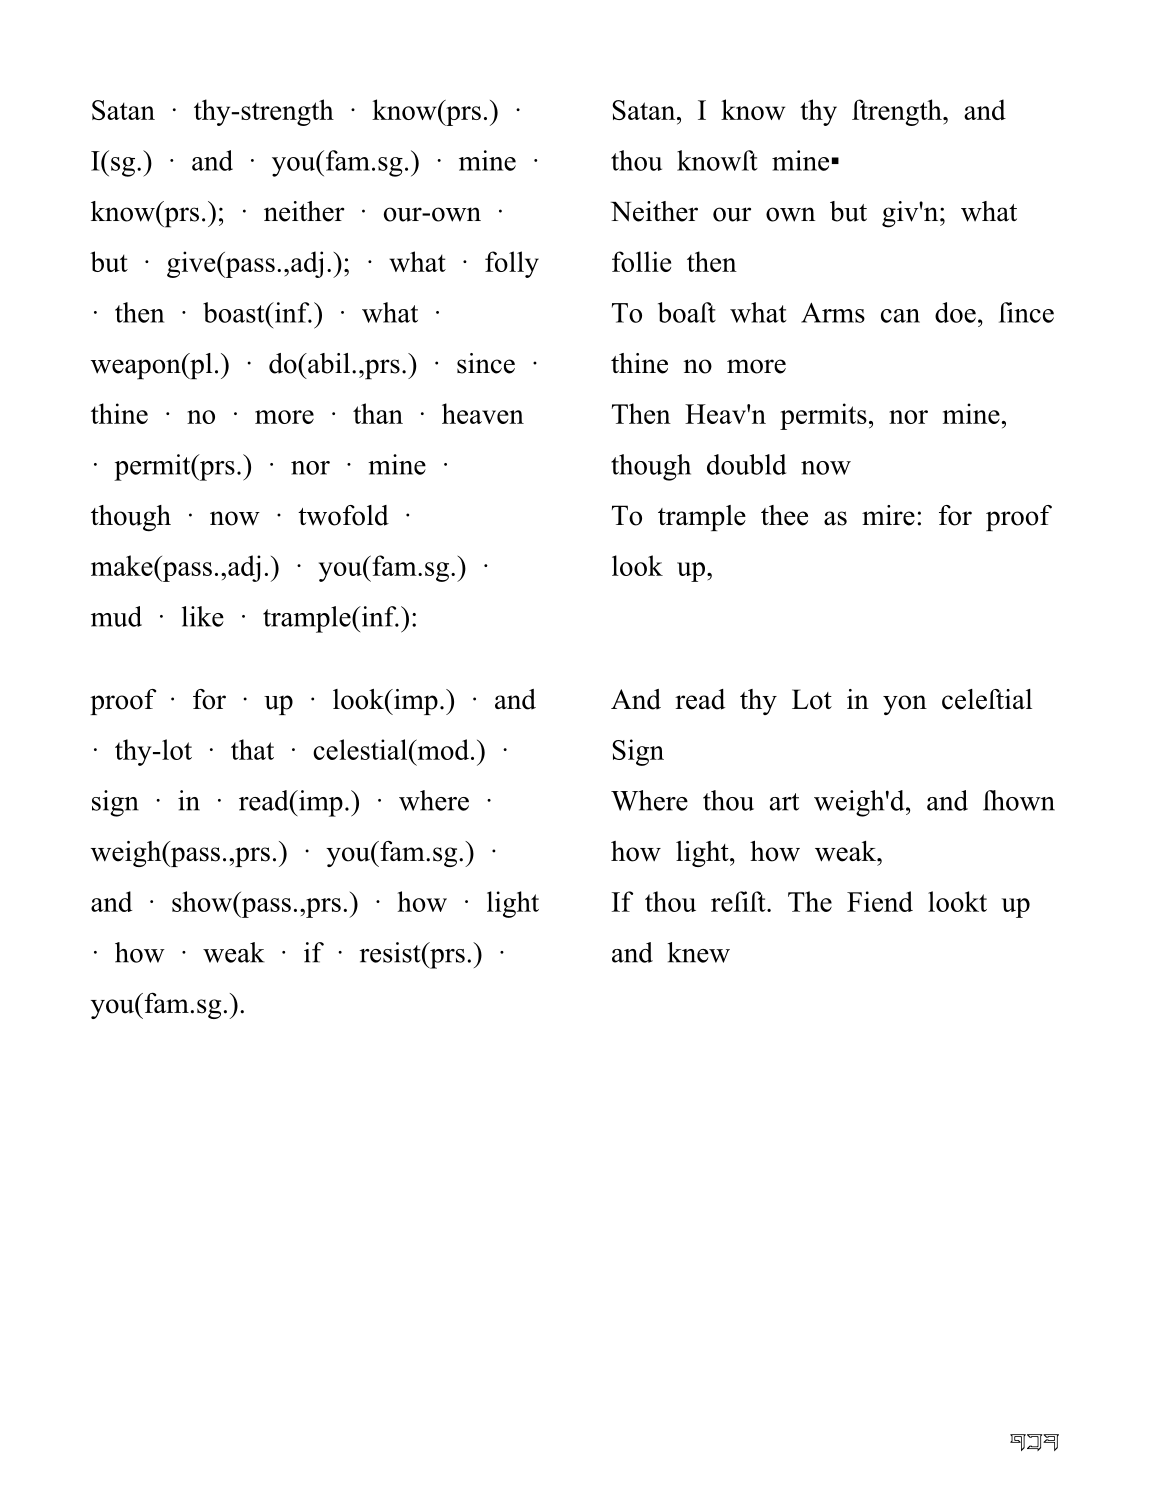 Satan · thy-strength · know(prs.) ·
I(sg.) · and · you(fam.sg.) · mine ·
know(prs.); · neither · our-own ·
but · give(pass.,adj.); · what · folly
· then · boast(inf.) · what ·
weapon(pl.) · do(abil.,prs.) · since ·
thine · no · more · than · heaven
· permit(prs.) · nor · mine ·
though · now · twofold ·
make(pass.,adj.) · you(fam.sg.) ·
mud · like · trample(inf.):
proof · for · up · look(imp.) · and
· thy-lot · that · celestial(mod.) ·
sign · in · read(imp.) · where ·
weigh(pass.,prs.) · you(fam.sg.) ·
and · show(pass.,prs.) · how · light
· how · weak · if · resist(prs.) ·
you(fam.sg.).
Satan, I know thy ſtrength, and
thou knowſt mine▪
Neither our own but giv'n; what
follie then
To boaſt what Arms can doe, ſince
thine no more
Then Heav'n permits, nor mine,
though doubld now
To trample thee as mire: for proof
look up,
And read thy Lot in yon celeſtial
Sign
Where thou art weigh'd, and ſhown
how light, how weak,
If thou reſiſt. The Fiend lookt up
and knew